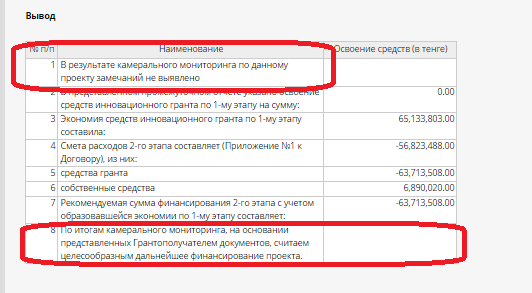 Вывод
№ п/п Наименование Освоение средств (в тенге)
1 В результате камерального мониторинга по данному
проекту замечаний не выявлено
2 В представленном промежуточном отчете указано освоение 0.00
средств инновационного гранта по 1-му этапу на сумму:
3 Экономия средств инновационного гранта по 1-му этапу 65,133,803.00
составила:
4 Смета расходов 2-го этапа составляет (Приложение №1 к -56,823,488.00
Договору), из них:
5 средства гранта -63,713,508.00
6 собственные средства 6,890,020.00
7 Рекомендуемая сумма финансирования 2-го этапа с учетом -63,713,508.00
образовавшейся экономии по 1-му этапу составляет:
8 По итогам камерального мониторинга, на основании
представленных Грантополучателем документов, считаем
целесообразным дальнейшее финансирование проекта.